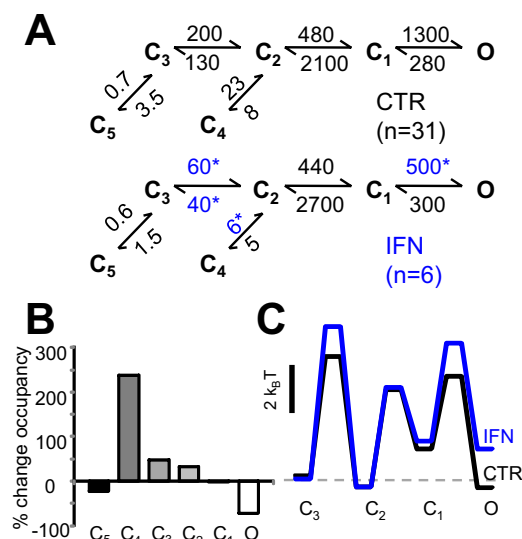 A
200 480 1300
C3 C2 C1 O
130 2100 280
0.7 3.5 23 8
C5 C4 CTR
(n=31)
60* 440 500*
C3 C2 C1 O
40* 2700 300
0.6 1.5 6* 5
C5 C4 IFN
(n=6)
B C
% change occupancy
300
200
100
0
-100
C5 C4 C3 C2 C1 O
2 kBT
IFN
CTR
C3 C2 C1 O